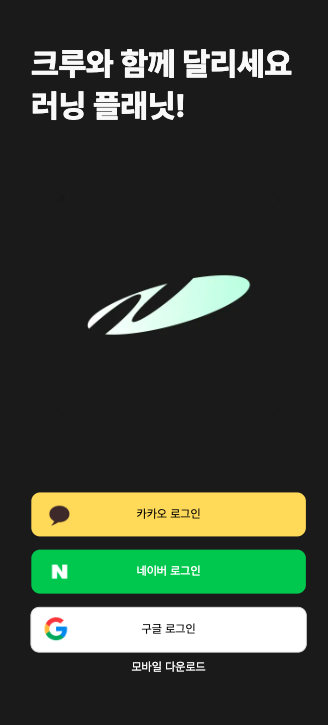 크루와 함께 달리세요
러닝 플래닛!
카카오 로그인
N 네이버 로그인
G 구글 로그인
모바일 다운로드